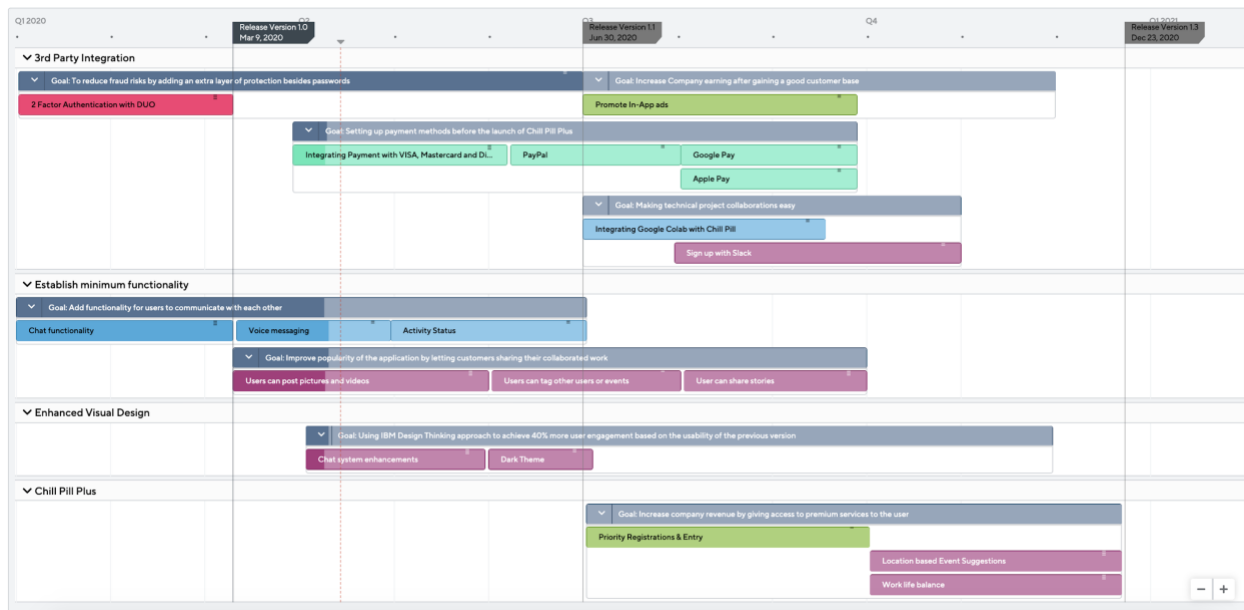 Q1 2020
Q2
Q3
Q4
Q1 2021
Release Version 1.0
Mar 9, 2020
Release Version 1.1
Jun 30, 2020
Release Version 1.3
Dec 23, 2020
3rd Party Integration
Goal: To reduce fraud risks by adding an extra layer of protection besides passwords
Goal: Increase Company earning after gaining a good customer base
2 Factor Authentication with DUO
Promote In-App ads
Goal: Setting up payment methods before the launch of Chill Pill Plus
Integrating Payment with VISA, Mastercard and Di...
PayPal
Google Pay
Apple Pay
Goal: Making technical project collaborations easy
Integrating Google Colab with Chill Pill
Sign up with Slack
Establish minimum functionality
Goal: Add functionality for users to communicate with each other
Chat functionality
Voice messaging
Activity Status
Goal: Improve popularity of the application by letting customers sharing their collaborated work
Users can post pictures and videos
Users can tag other users or events
User can share stories
Enhanced Visual Design
Goal: Using IBM Design Thinking approach to achieve 40% more user engagement based on the usability of the previous version
Chat system enhancements
Dark Theme
Chill Pill Plus
Goal: Increase company revenue by giving access to premium services to the user
Priority Registrations & Entry
Location based Event Suggestions
Work life balance